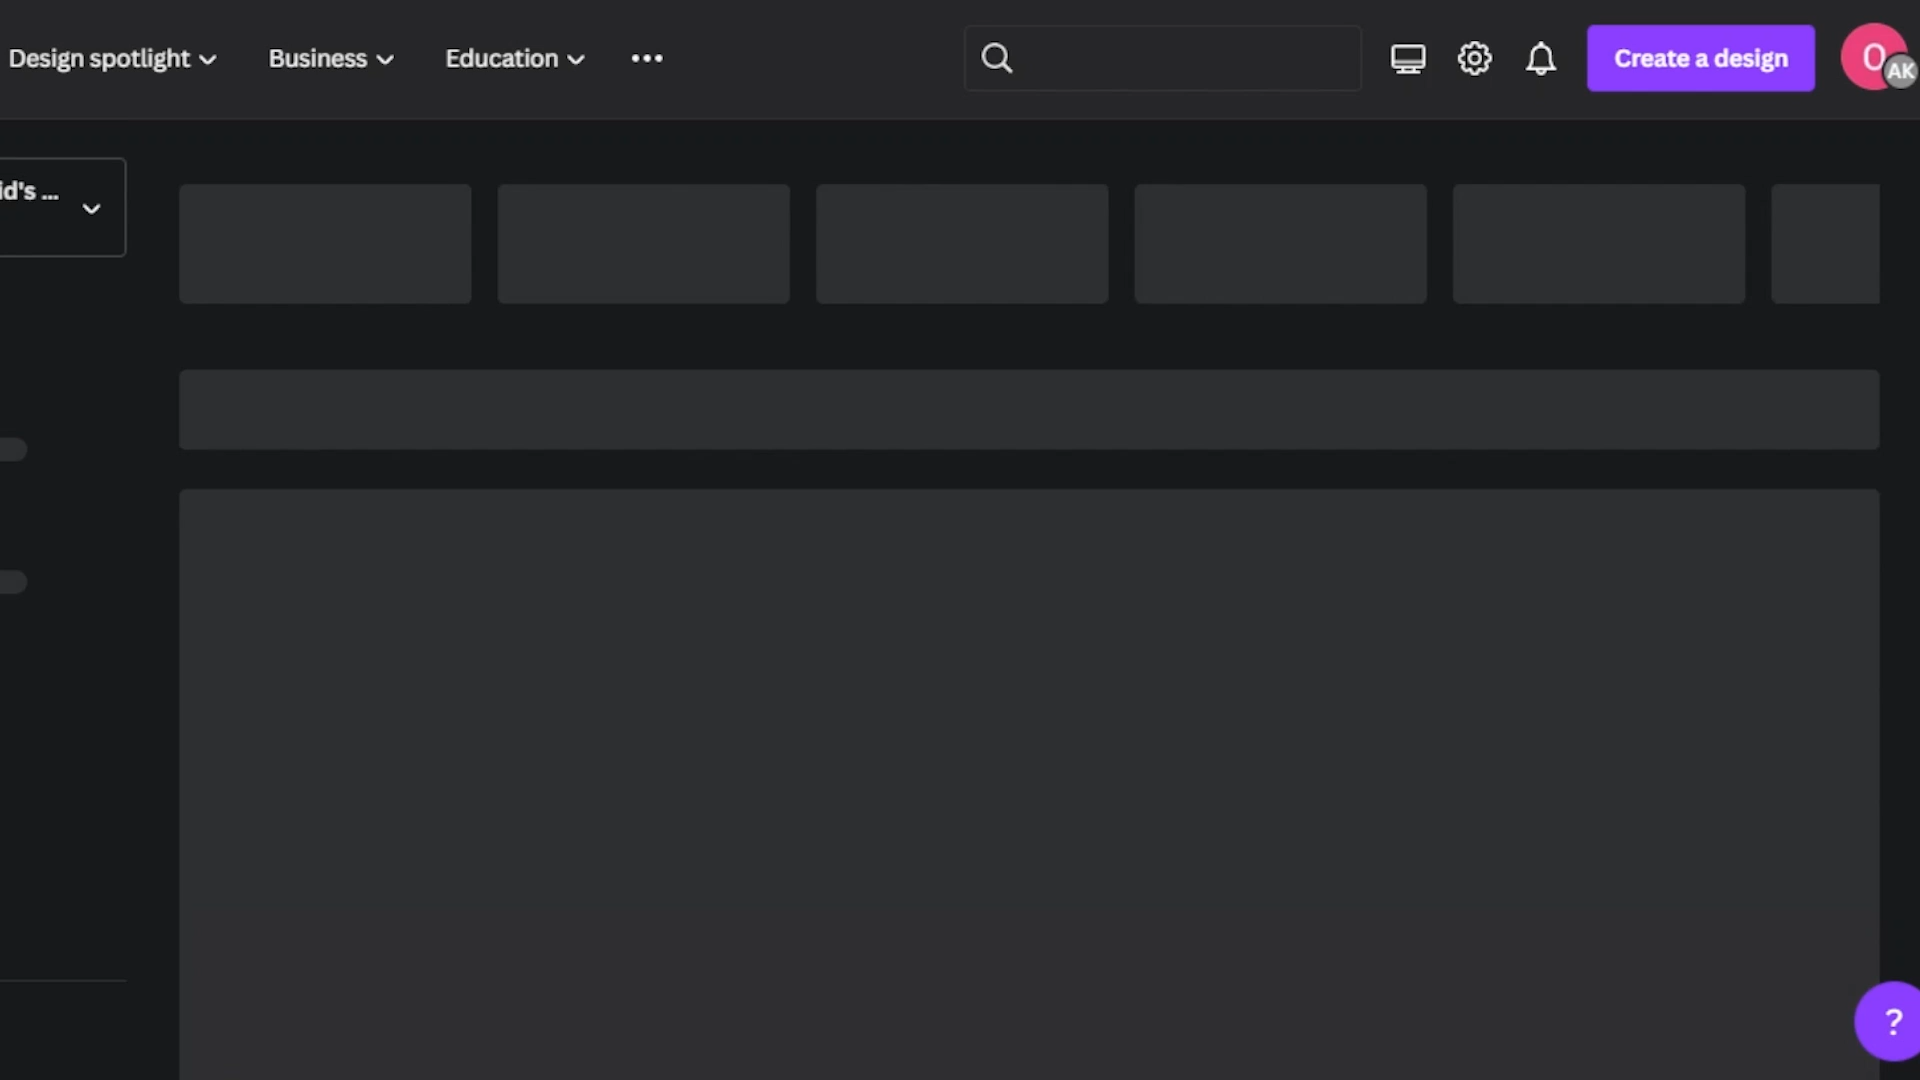 Design spotlight
Business
Education
Create a design
O
AK
id's ...
?